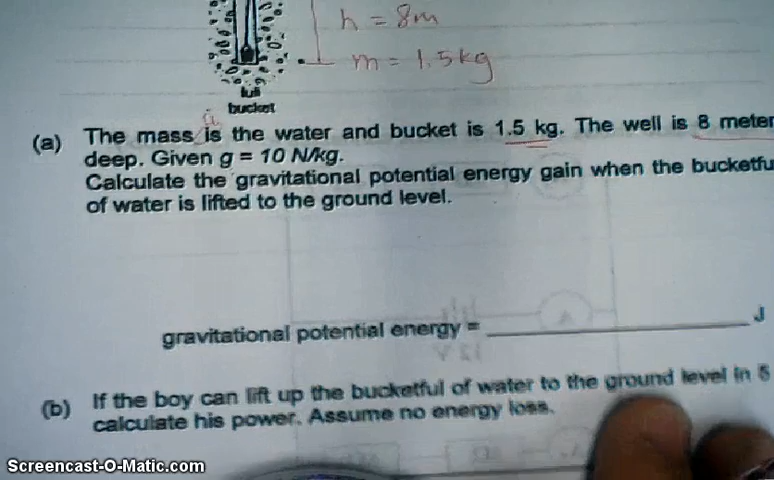 h = 8m
m = 1.5kg
full
bucket
(a) The mass is the water and bucket is 1.5 kg. The well is 8 meter
deep. Given g = 10 N/kg.
Calculate the gravitational potential energy gain when the bucketfu
of water is lifted to the ground level.
gravitational potential energy = J
(b) If the boy can lift up the bucketful of water to the ground level in 5
calculate his power. Assume no energy loss.
Screencast-O-Matic.com